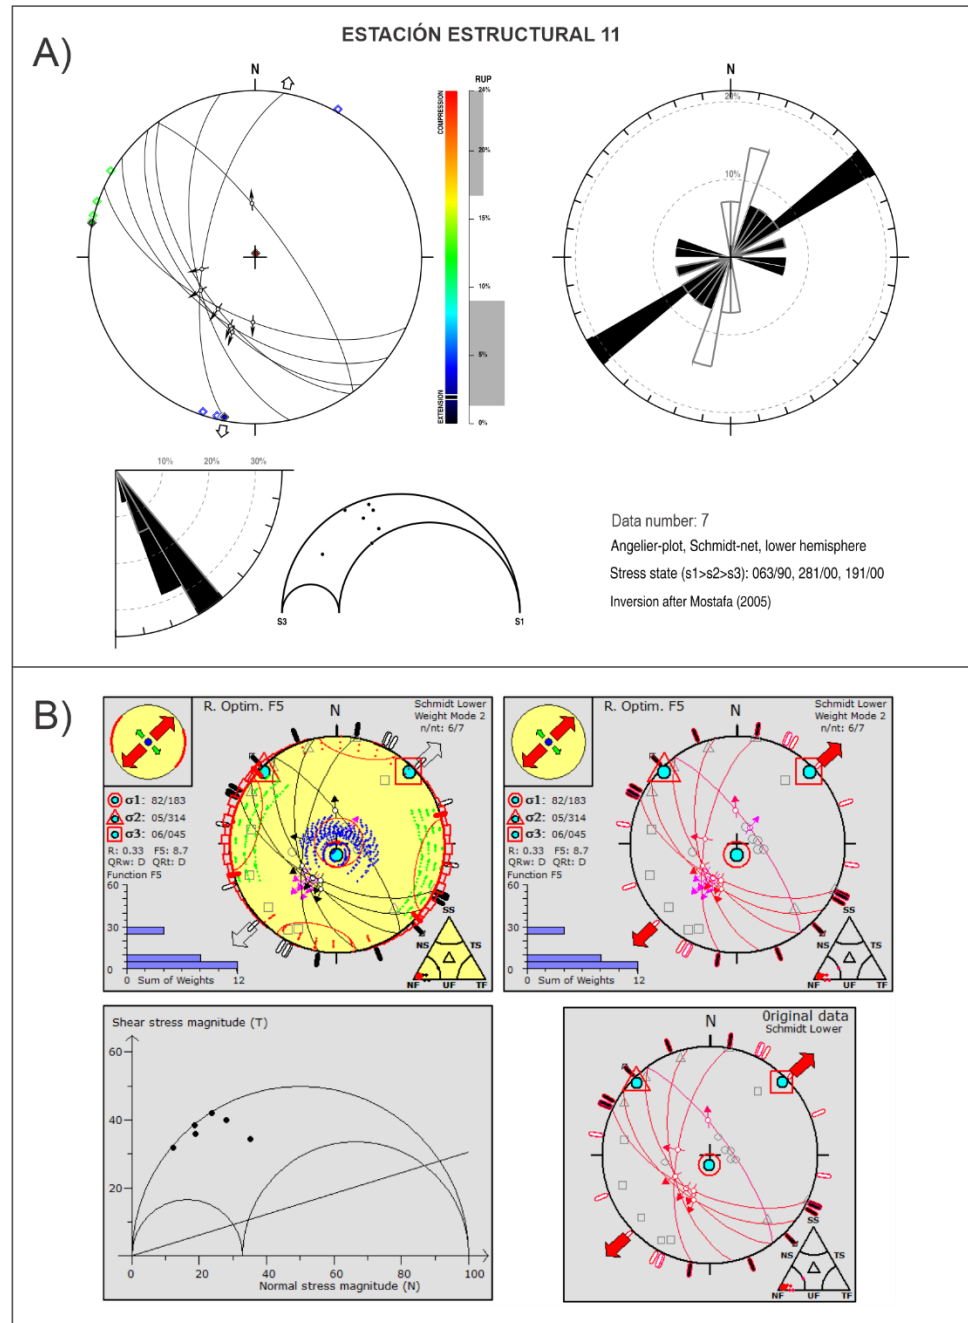 ESTACIÓN ESTRUCTURAL 11
A)
N
RUP
24%
COMPRESSION
20%
15%
10%
5%
EXTENSION
0%
N
20%
10%
10%
20%
30%
S3
S1
Data number: 7
Angelier-plot, Schmidt-net, lower hemisphere
Stress state (s1>s2>s3): 063/90, 281/00, 191/00
Inversion after Mostafa (2005)
B)
R. Optim. F5
N
Schmidt Lower
Weight Mode 2
n/nt: 6/7
σ1: 82/183
σ2: 05/314
σ3: 06/045
R: 0.33 F5: 8.7
QRw: D QRt: D
Function F5
60
30
0
0
Sum of Weights
12
SS
NS
TS
NF
UF
TF
R. Optim. F5
N
Schmidt Lower
Weight Mode 2
n/nt: 6/7
σ1: 82/183
σ2: 05/314
σ3: 06/045
R: 0.33 F5: 8.7
QRw: D QRt: D
Function F5
60
30
0
0
Sum of Weights
12
SS
NS
TS
NF
UF
TF
Shear stress magnitude (T)
60
40
20
0
20
40
60
80
100
Normal stress magnitude (N)
Original data
Schmidt Lower
N
SS
NS
TS
NF
UF
TF